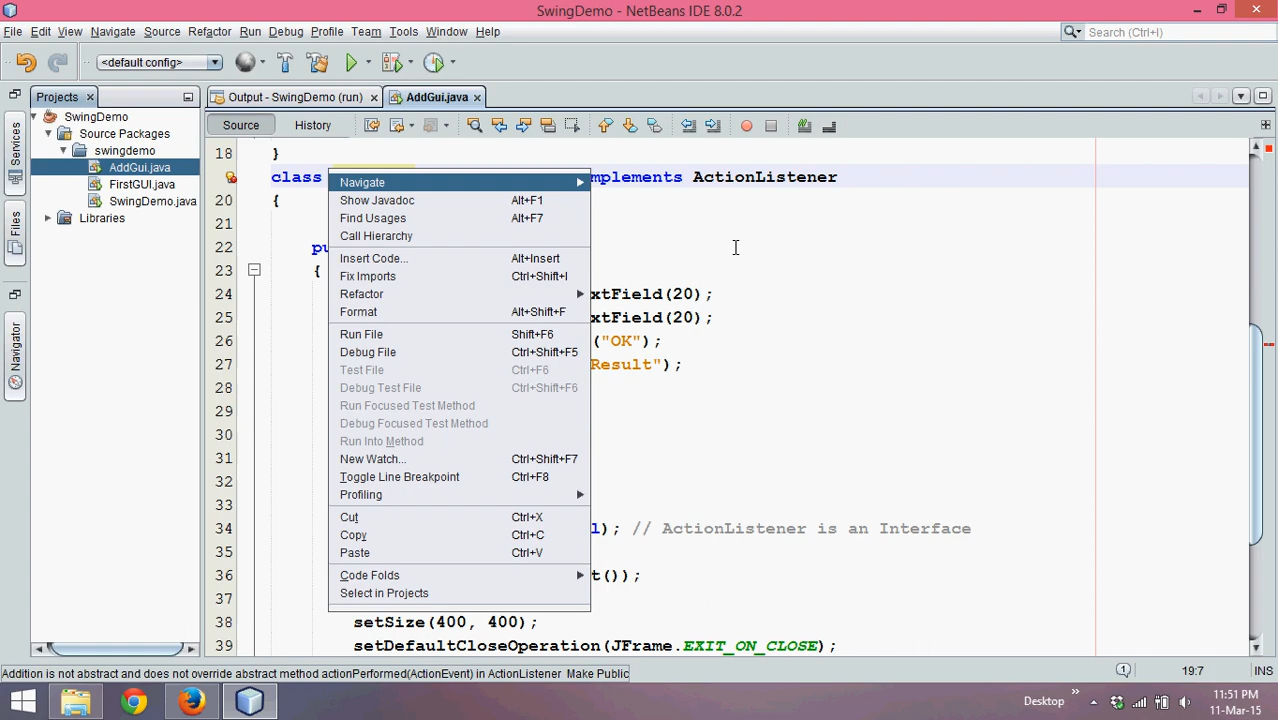 SwingDemo - NetBeans IDE 8.0.2
File Edit View Navigate Source Refactor Run Debug Profile Team Tools Window Help
Search (Ctrl+I)
<default config>
Projects
Output - SwingDemo (run)
AddGui.java
Services
Files
Navigator
SwingDemo
Source Packages
swingdemo
AddGui.java
FirstGUI.java
SwingDemo.java
Libraries
Source History
18 }
class mplements ActionListener
20 {
21
22 pu
23 {
24 xtField(20);
25 xtField(20);
26 ("OK");
27 Result");
28
29
30
31
32
33
34 l); // ActionListener is an Interface
35
36 t());
37
38 setSize(400, 400);
39 setDefaultCloseOperation(JFrame.EXIT_ON_CLOSE);
Navigate
Show Javadoc Alt+F1
Find Usages Alt+F7
Call Hierarchy
Insert Code... Alt+Insert
Fix Imports Ctrl+Shift+I
Refactor
Format Alt+Shift+F
Run File Shift+F6
Debug File Ctrl+Shift+F5
Test File Ctrl+F6
Debug Test File Ctrl+Shift+F6
Run Focused Test Method
Debug Focused Test Method
Run Into Method
New Watch... Ctrl+Shift+F7
Toggle Line Breakpoint Ctrl+F8
Profiling
Cut Ctrl+X
Copy Ctrl+C
Paste Ctrl+V
Code Folds
Select in Projects
Addition is not abstract and does not override abstract method actionPerformed(ActionEvent) in ActionListener Make Public
19:7 INS
Desktop
11:51 PM
11-Mar-15